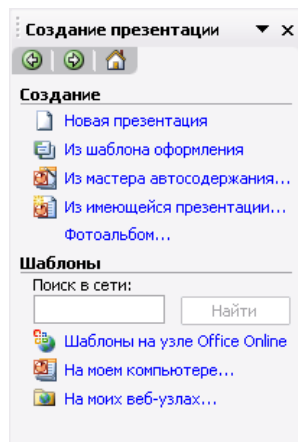 Создание презентации
Создание
Новая презентация
Из шаблона оформления
Из мастера автосодержания...
Из имеющейся презентации...
Фотоальбом...
Шаблоны
Поиск в сети:
Найти
Шаблоны на узле Office Online
На моем компьютере...
На моих веб-узлах...